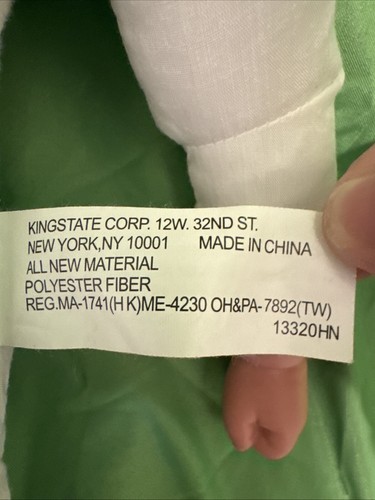 KINGSTATE CORP. 12W. 32ND ST.
NEW YORK,NY 10001 MADE IN CHINA
ALL NEW MATERIAL
POLYESTER FIBER
REG.MA-1741(H K)ME-4230 OH&PA-7892(TW)
13320HN